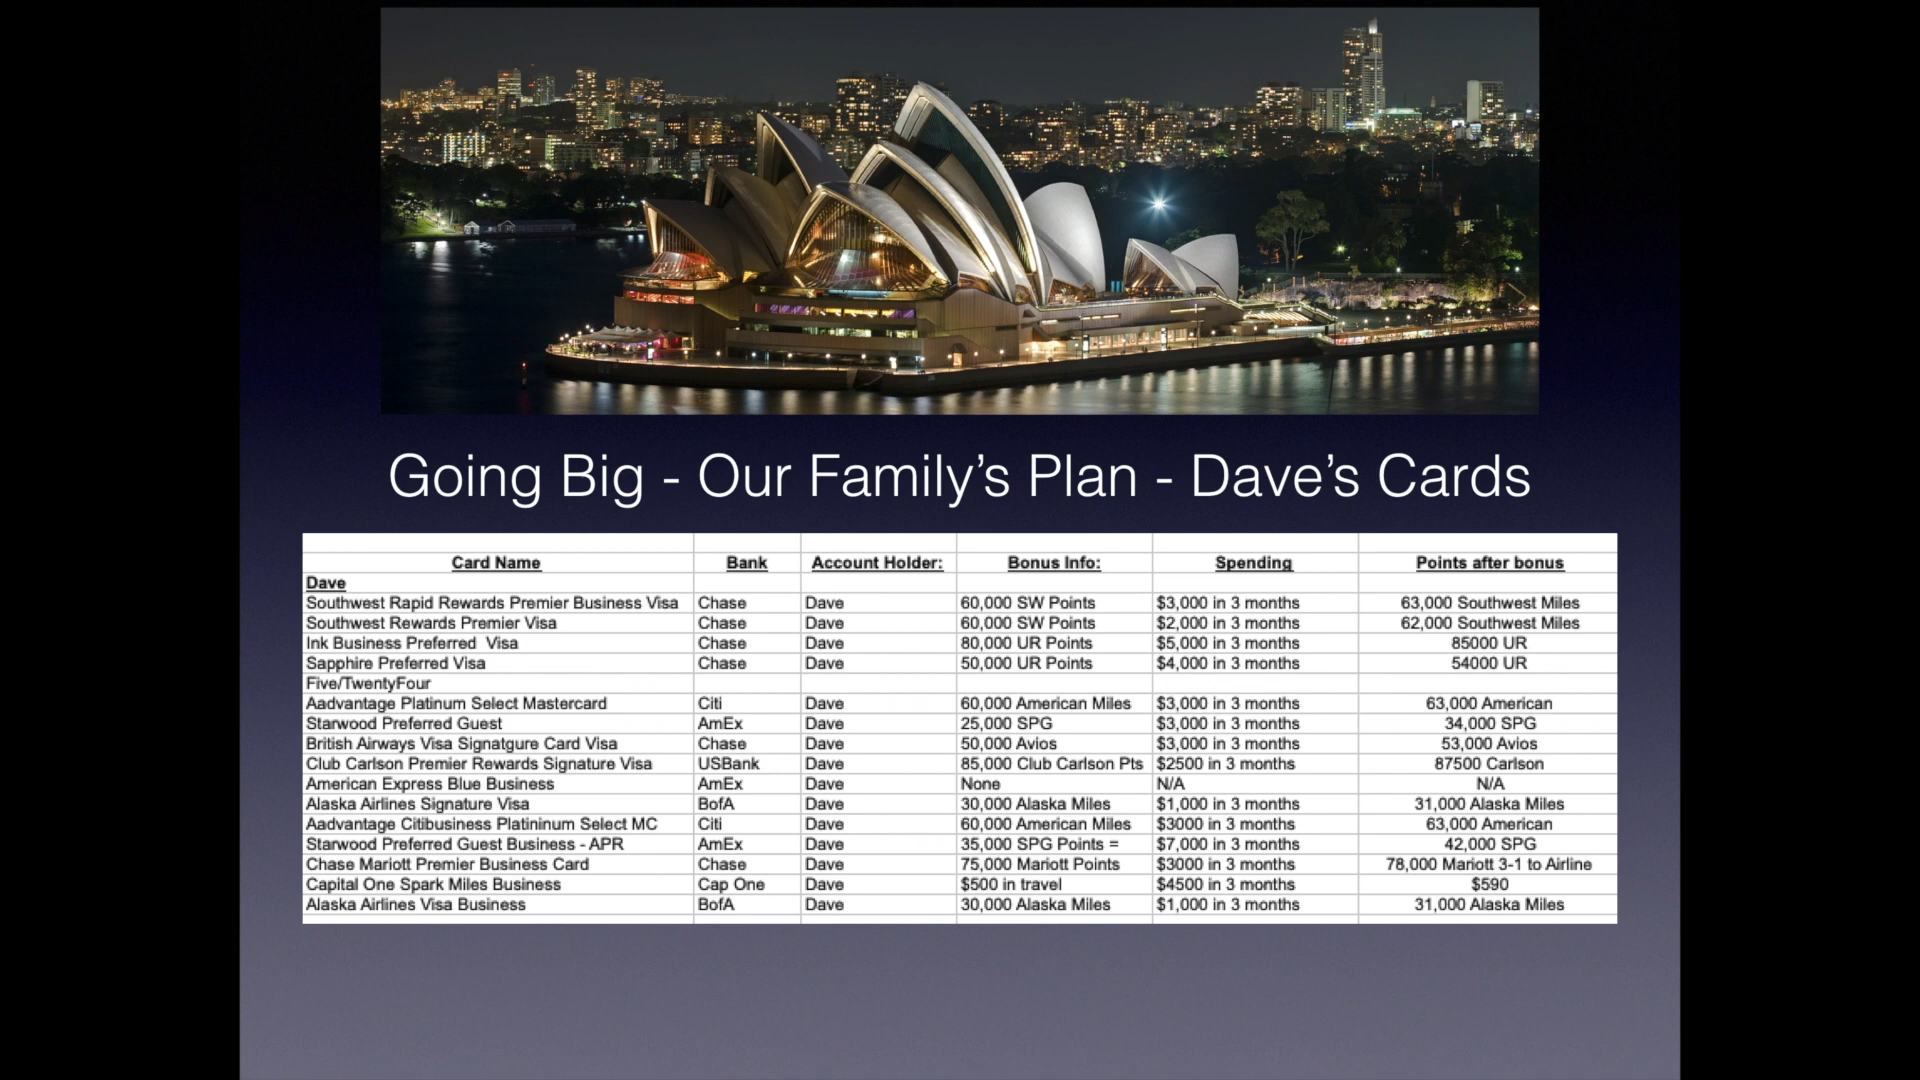 Going Big - Our Family’s Plan - Dave’s Cards
Card Name Bank Account Holder: Bonus Info: Spending Points after bonus
Dave
Southwest Rapid Rewards Premier Business Visa Chase Dave 60,000 SW Points $3,000 in 3 months 63,000 Southwest Miles
Southwest Rewards Premier Visa Chase Dave 60,000 SW Points $2,000 in 3 months 62,000 Southwest Miles
Ink Business Preferred Visa Chase Dave 80,000 UR Points $5,000 in 3 months 85000 UR
Sapphire Preferred Visa Chase Dave 50,000 UR Points $4,000 in 3 months 54000 UR
Five/TwentyFour
Aadvantage Platinum Select Mastercard Citi Dave 60,000 American Miles $3,000 in 3 months 63,000 American
Starwood Preferred Guest AmEx Dave 25,000 SPG $3,000 in 3 months 34,000 SPG
British Airways Visa Signatgure Card Visa Chase Dave 50,000 Avios $3,000 in 3 months 53,000 Avios
Club Carlson Premier Rewards Signature Visa USBank Dave 85,000 Club Carlson Pts $2500 in 3 months 87500 Carlson
American Express Blue Business AmEx Dave None N/A N/A
Alaska Airlines Signature Visa BofA Dave 30,000 Alaska Miles $1,000 in 3 months 31,000 Alaska Miles
Aadvantage Citibusiness Platininum Select MC Citi Dave 60,000 American Miles $3000 in 3 months 63,000 American
Starwood Preferred Guest Business - APR AmEx Dave 35,000 SPG Points = $7,000 in 3 months 42,000 SPG
Chase Mariott Premier Business Card Chase Dave 75,000 Mariott Points $3000 in 3 months 78,000 Mariott 3-1 to Airline
Capital One Spark Miles Business Cap One Dave $500 in travel $4500 in 3 months $590
Alaska Airlines Visa Business BofA Dave 30,000 Alaska Miles $1,000 in 3 months 31,000 Alaska Miles